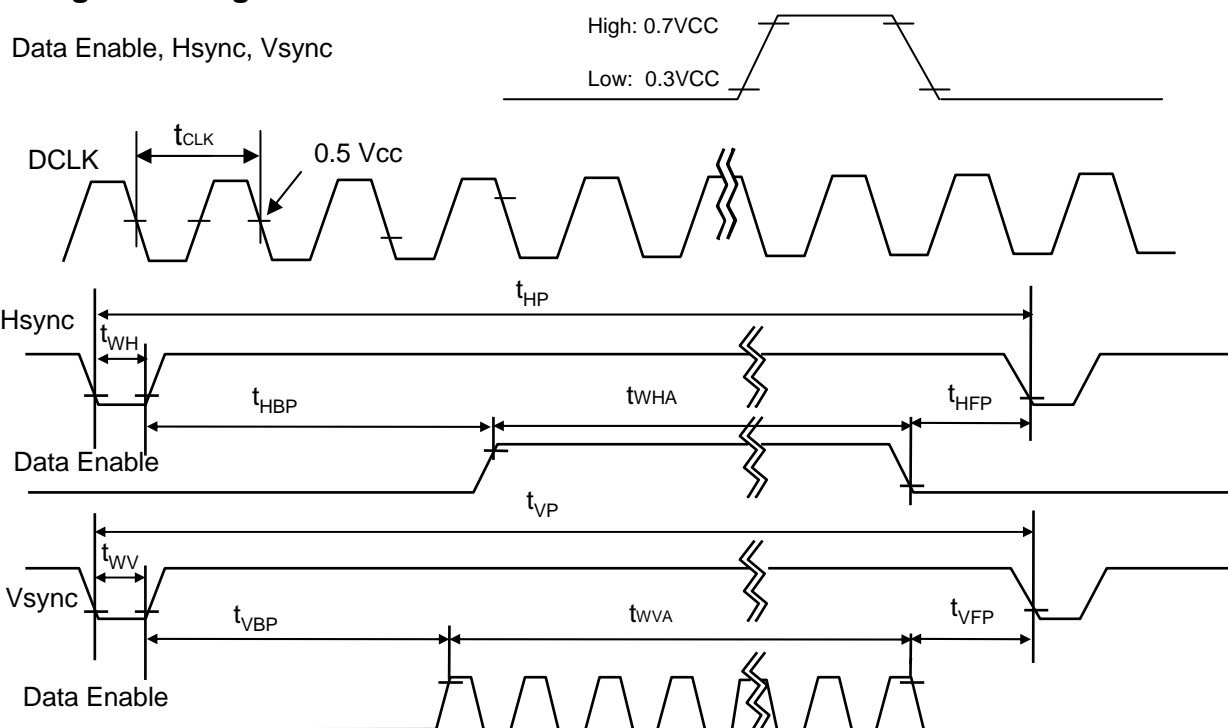 Data Enable, Hsync, Vsync
High: 0.7VCC
Low: 0.3VCC
DCLK
tCLK
0.5 Vcc
tHP
Hsync
tWH
tHBP
tWHA
tHFP
Data Enable
tVP
tWV
Vsync
tVBP
tWVA
tVFP
Data Enable